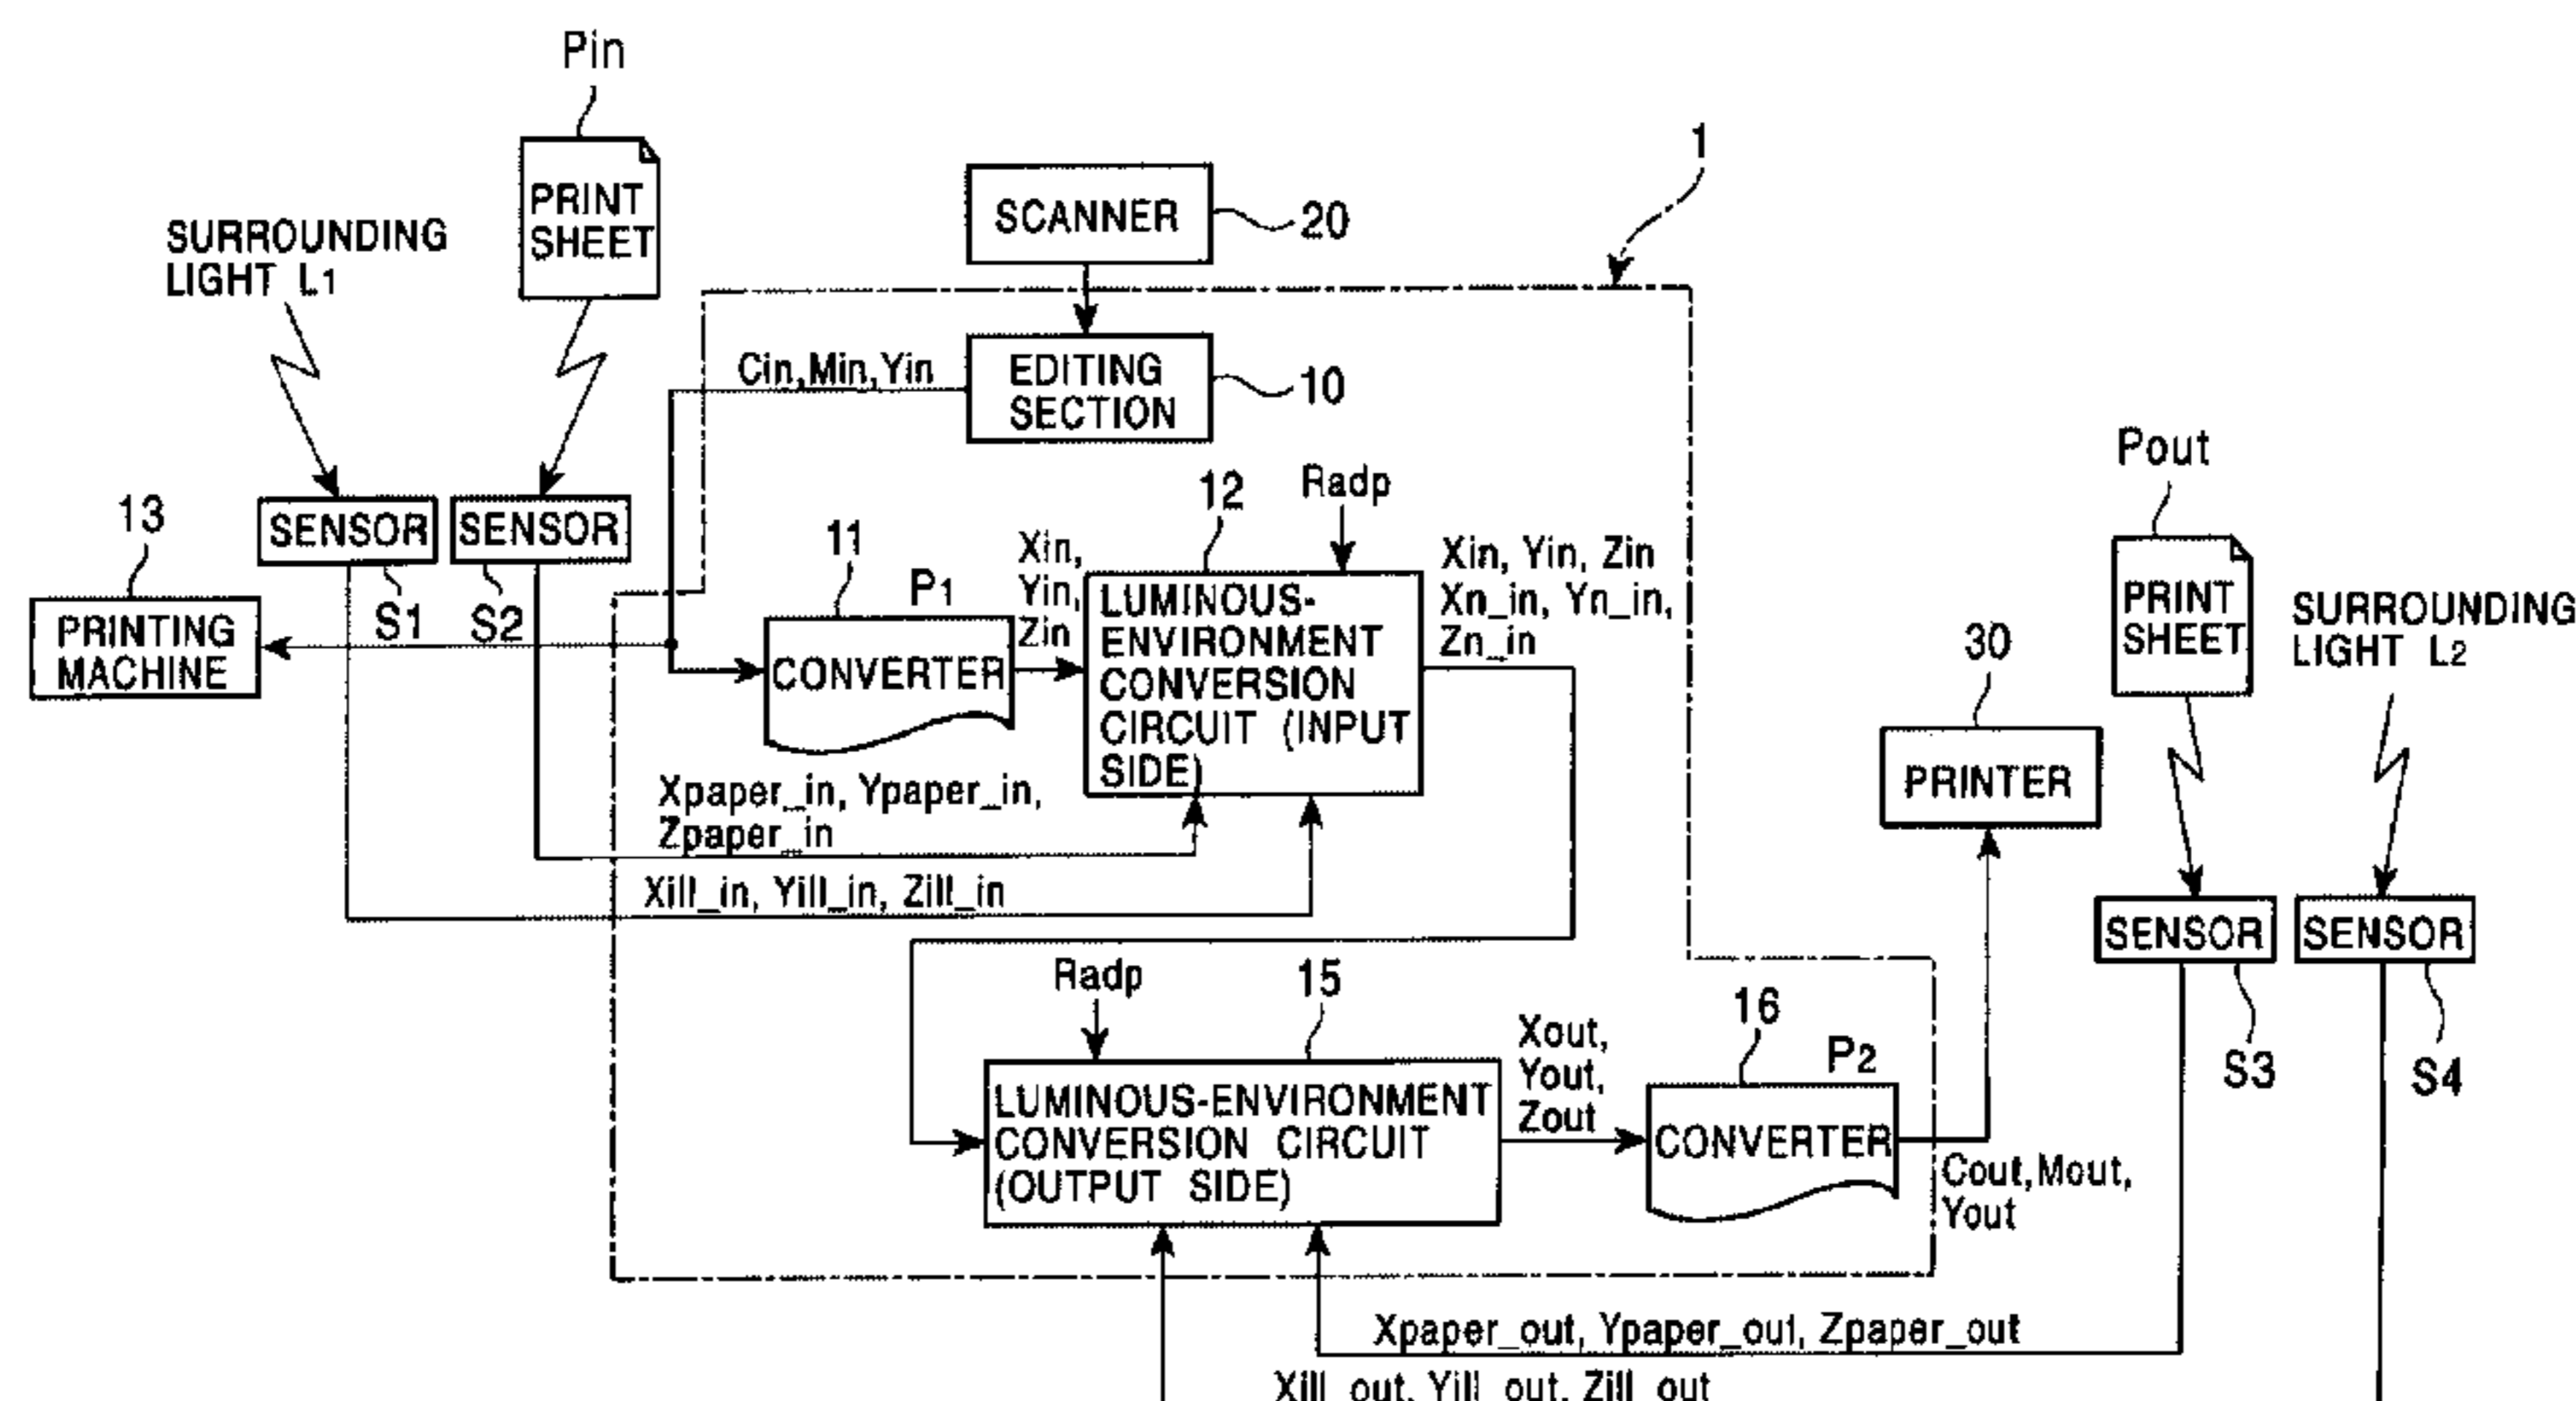 Pin
PRINT
SHEET
SURROUNDING
LIGHT L1
1
SCANNER
20
Cin,Min,Yin
EDITING
SECTION
10
Pout
PRINT
SHEET
SURROUNDING
LIGHT L2
13
SENSOR
S1
SENSOR
S2
PRINTING
MACHINE
11
P1
CONVERTER
Xin,
Yin,
Zin
12
Radp
LUMINOUS-
ENVIRONMENT
CONVERSION
CIRCUIT (INPUT
SIDE)
Xin, Yin, Zin
Xn_in, Yn_in,
Zn_in
30
PRINTER
Xpaper_in, Ypaper_in,
Zpaper_in
Xill_in, Yill_in, Zill_in
SENSOR
S3
SENSOR
S4
Radp
15
LUMINOUS-ENVIRONMENT
CONVERSION CIRCUIT
(OUTPUT SIDE)
Xout,
Yout,
Zout
16
P2
CONVERTER
Cout,Mout,
Yout
Xpaper_out, Ypaper_out, Zpaper_out
Xill_out, Yill_out, Zill_out